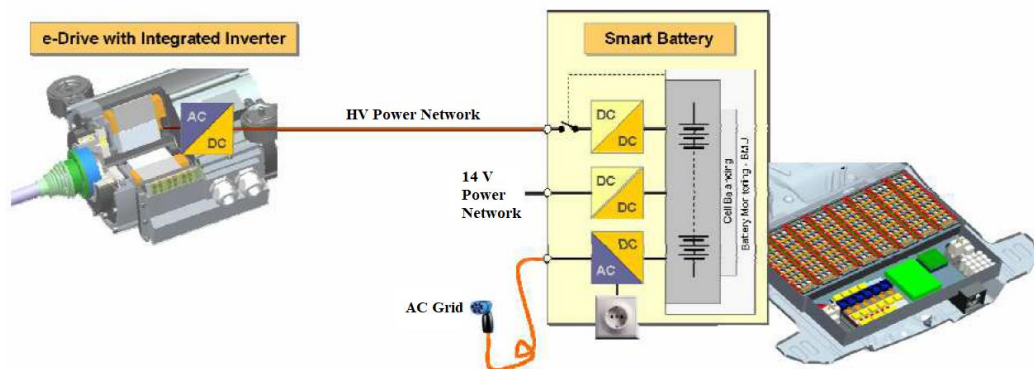 e-Drive with Integrated Inverter
Smart Battery
AC
DC
HV Power Network
DC
DC
14 V
Power
Network
DC
DC
DC
AC
AC Grid
Cell Balancing
Battery Monitoring - BMU